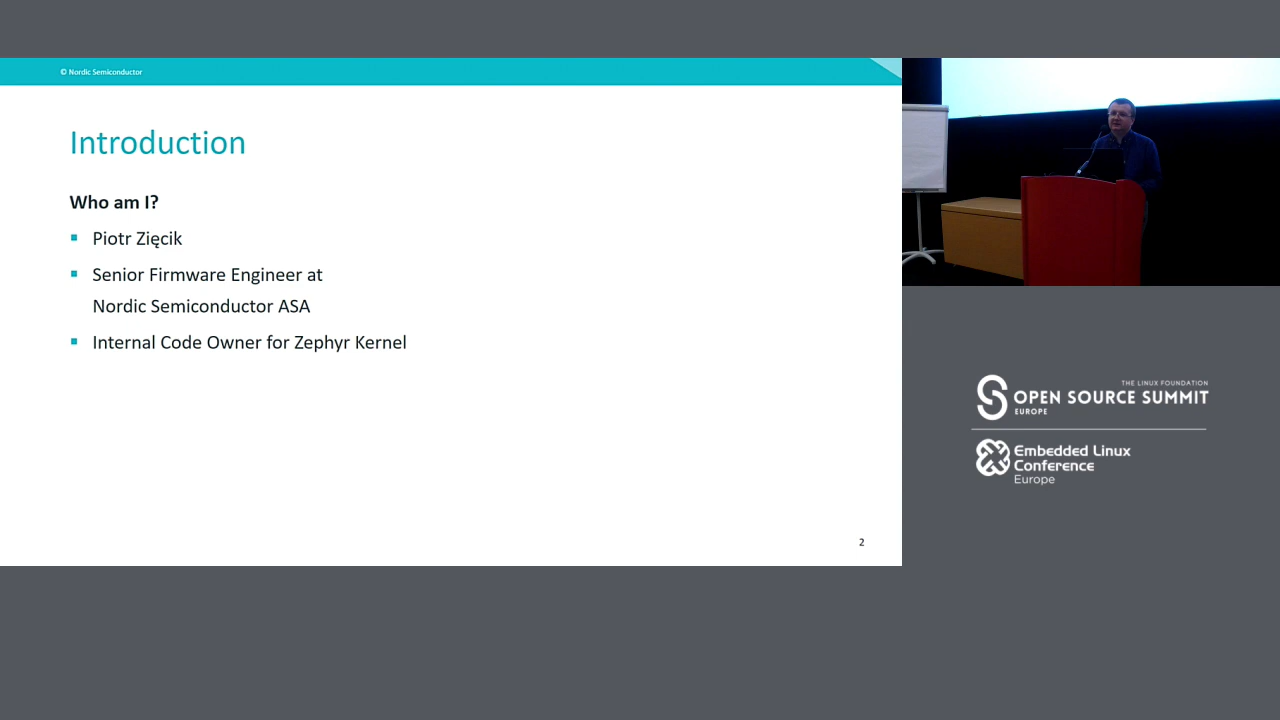 © Nordic Semiconductor
Introduction
Who am I?
Piotr Zięcik
Senior Firmware Engineer at
Nordic Semiconductor ASA
Internal Code Owner for Zephyr Kernel
2
THE LINUX FOUNDATION
OPEN SOURCE SUMMIT
EUROPE
Embedded Linux
Conference
Europe